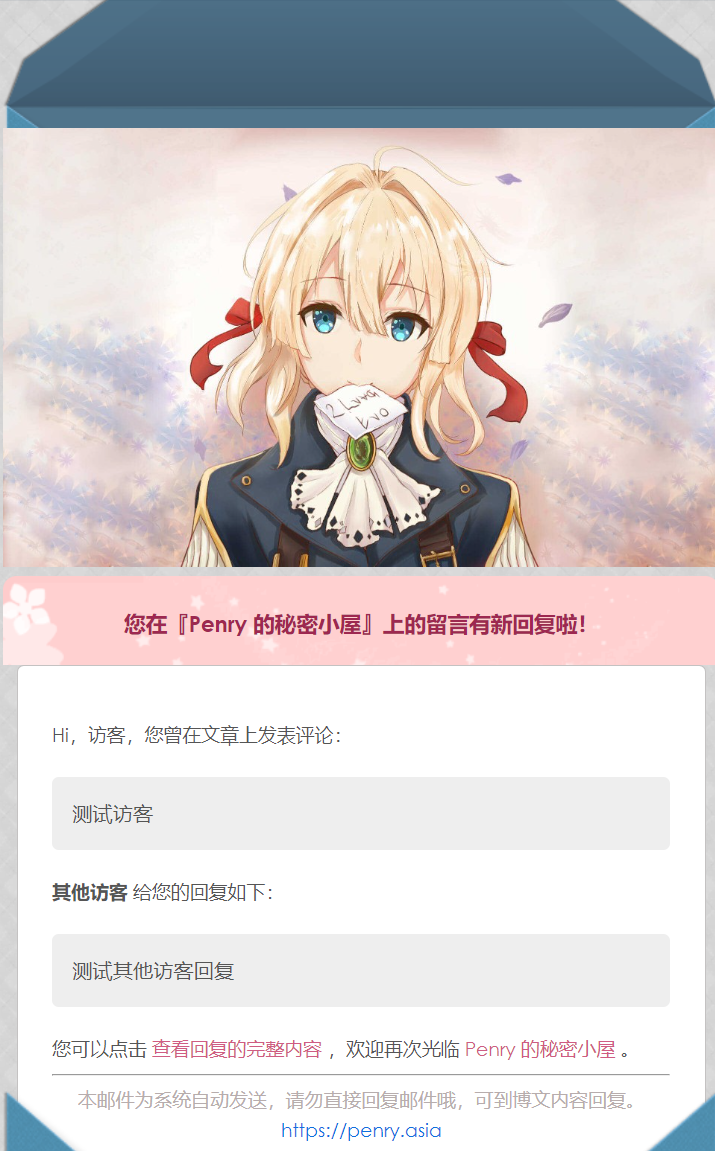 您在『Penry 的秘密小屋』上的留言有新回复啦！
Hi，访客，您曾在文章上发表评论：
测试访客
其他访客 给您的回复如下：
测试其他访客回复
您可以点击 查看回复的完整内容 ，欢迎再次光临 Penry 的秘密小屋 。
本邮件为系统自动发送，请勿直接回复邮件哦，可到博文内容回复。
https://penry.asia